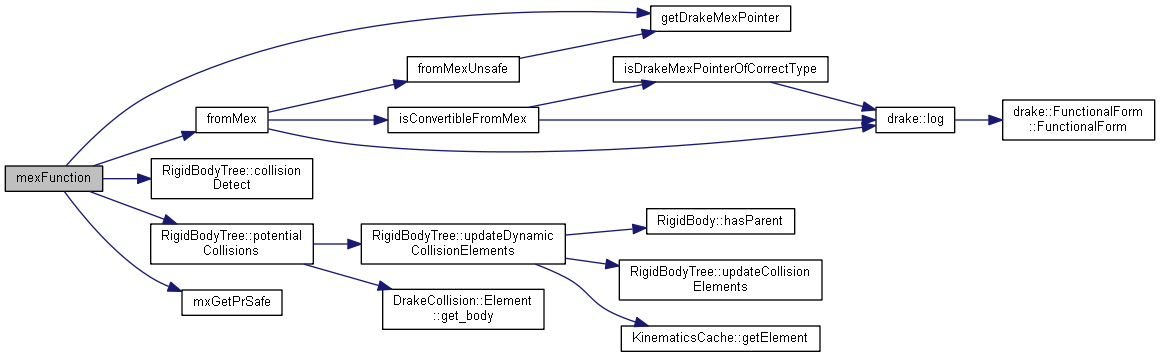 getDrakeMexPointer
fromMexUnsafe
isDrakeMexPointerOfCorrectType
fromMex
isConvertibleFromMex
drake::log
drake::FunctionalForm
::FunctionalForm
mexFunction
RigidBodyTree::collision
Detect
RigidBodyTree::potential
Collisions
RigidBodyTree::updateDynamic
CollisionElements
RigidBody::hasParent
RigidBodyTree::updateCollision
Elements
mxGetPrSafe
DrakeCollision::Element
::get_body
KinematicsCache::getElement